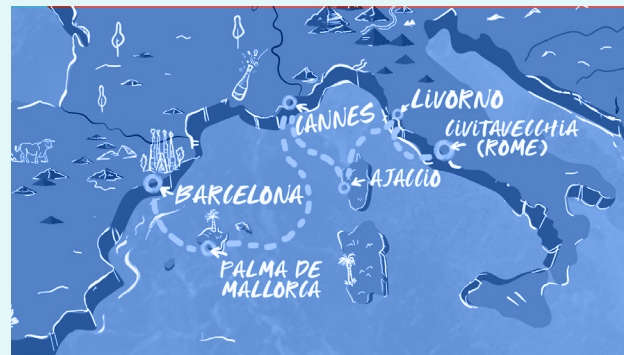 LIVORNO
CANNES
CIVITAVECCHIA
(ROME)
AJACCIO
BARCELONA
PALMA DE
MALLORCA